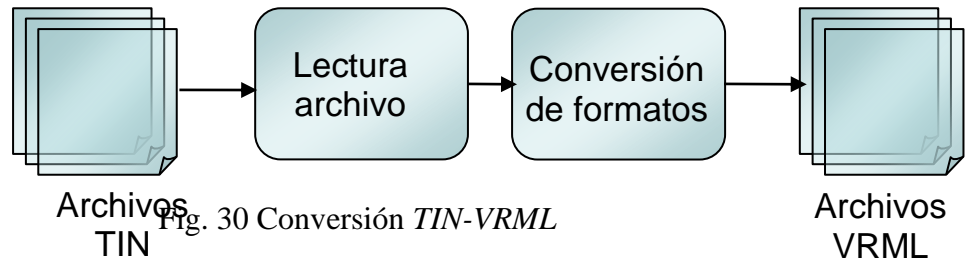 Lectura
archivo
Conversión
de formatos
Archivos
TIN
Fig. 30 Conversión TIN-VRML
Archivos
VRML